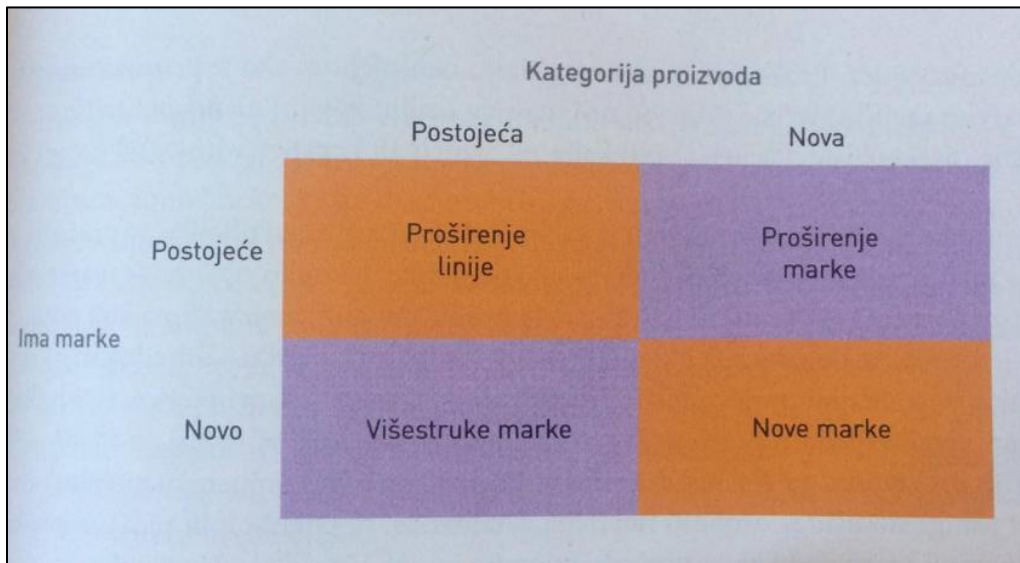 Kategorija proizvoda
Postojeća
Nova
Postojeće
Proširenje
linije
Proširenje
marke
Ima marke
Novo
Višestruke marke
Nove marke